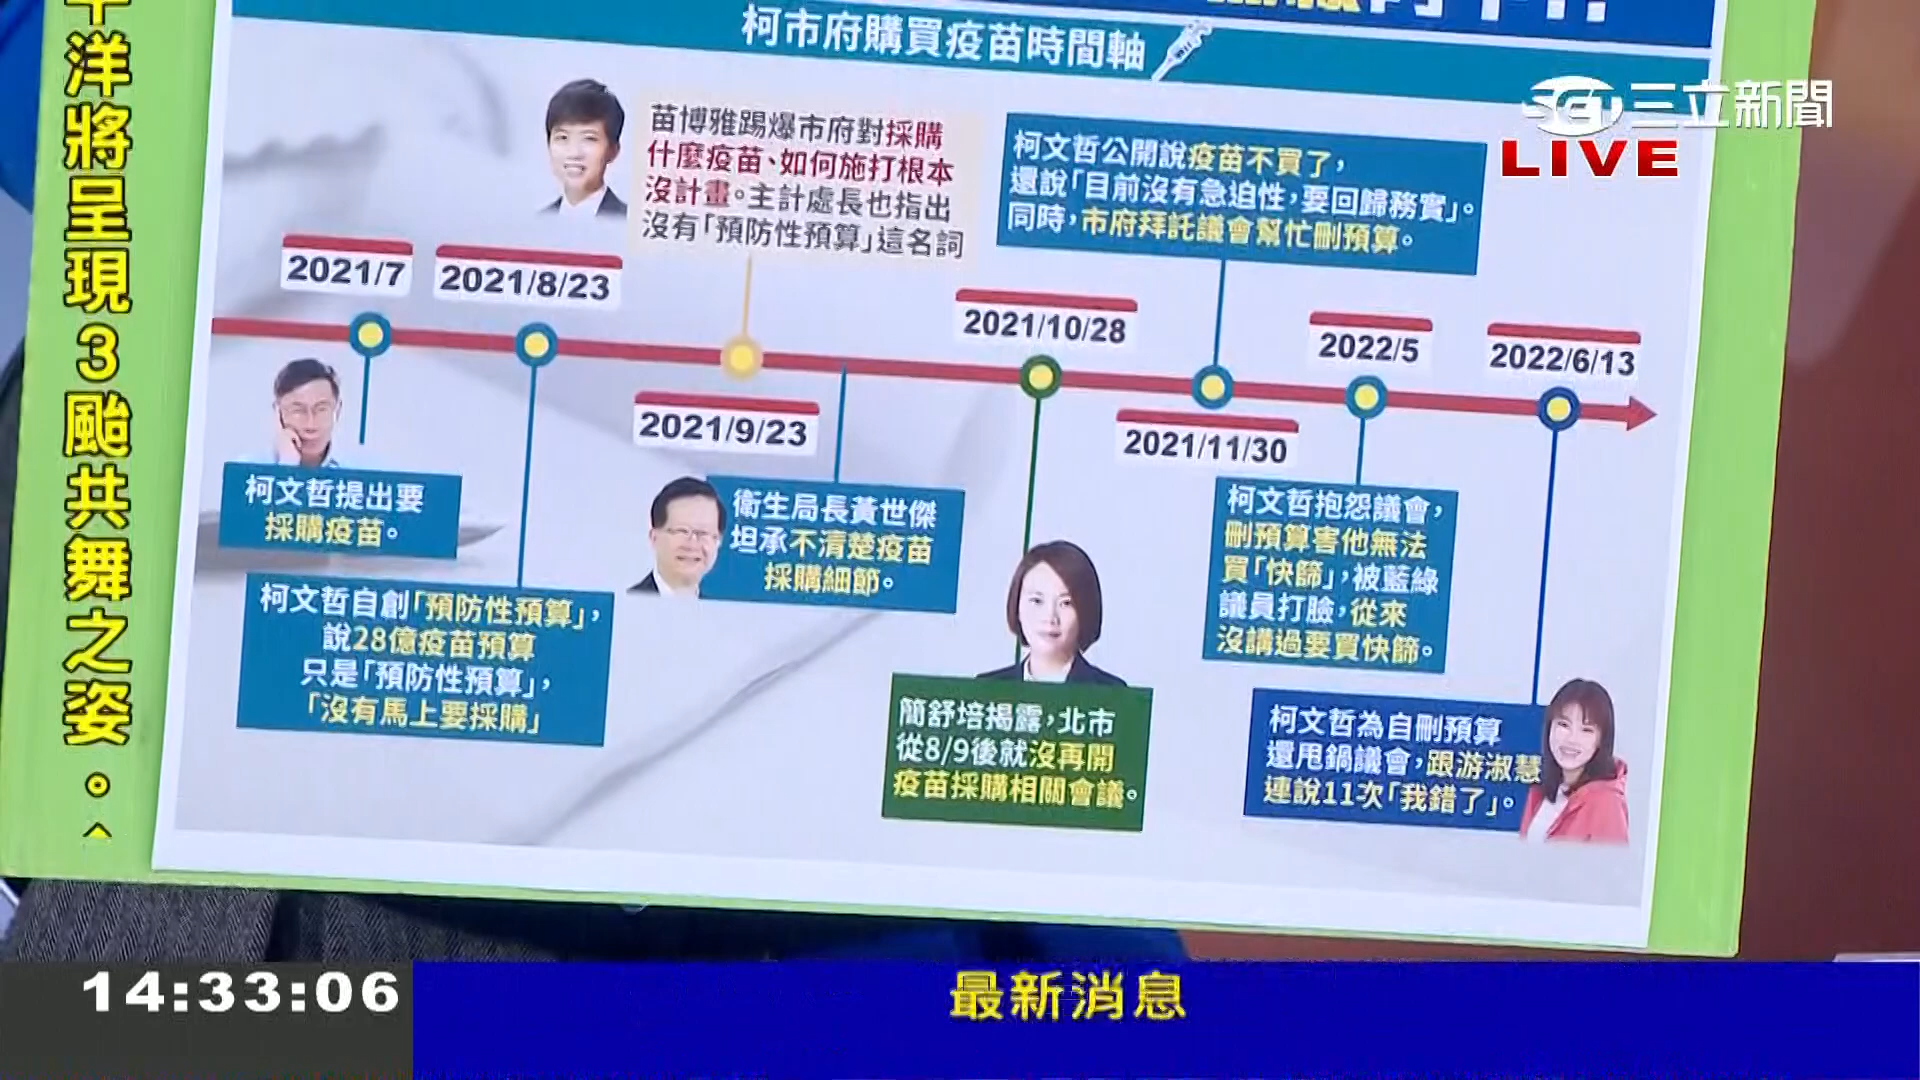 洋將呈現3颱共舞之姿。
柯市府購買疫苗時間軸
三立新聞
LIVE
苗博雅踢爆市府對採購
什麼疫苗、如何施打根本
沒計畫。主計處長也指出
沒有「預防性預算」這名詞
柯文哲公開說疫苗不買了,
還說「目前沒有急迫性,要回歸務實」。
同時,市府拜託議會幫忙刪預算。
2021/7
2021/8/23
2021/10/28
2022/5
2022/6/13
2021/9/23
2021/11/30
柯文哲提出要
採購疫苗。
柯文哲自創「預防性預算」,
說28億疫苗預算
只是「預防性預算」,
「沒有馬上要採購」
衛生局長黃世傑
坦承不清楚疫苗
採購細節。
簡舒培揭露,北市
從8/9後就沒再開
疫苗採購相關會議。
柯文哲抱怨議會,
刪預算害他無法
買「快篩」,被藍綠
議員打臉,從來
沒講過要買快篩。
柯文哲為自刪預算
還甩鍋議會,跟游淑慧
連說11次「我錯了」。
14:33:06
最新消息